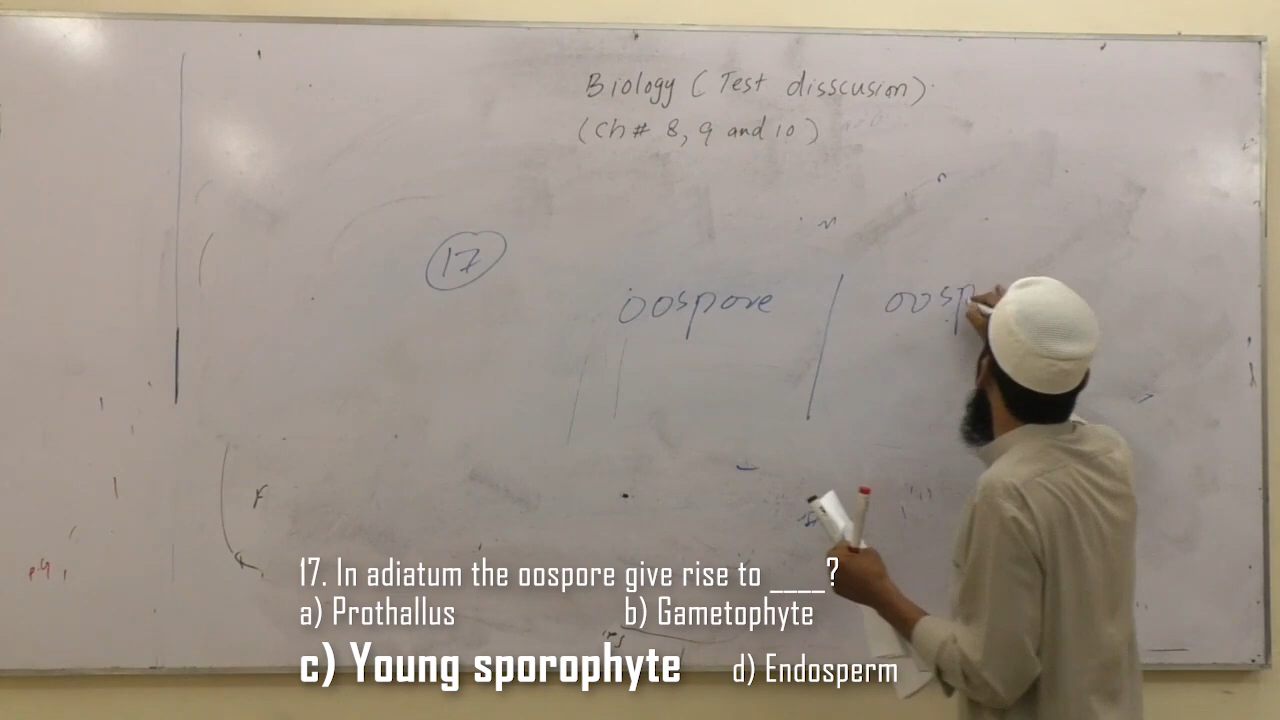 Biology (Test disscusion)
(Ch# 8, 9 and 10)
17
oospore
oosp
17. In adiatum the oospore give rise to ____?
a) Prothallus b) Gametophyte
c) Young sporophyte d) Endosperm